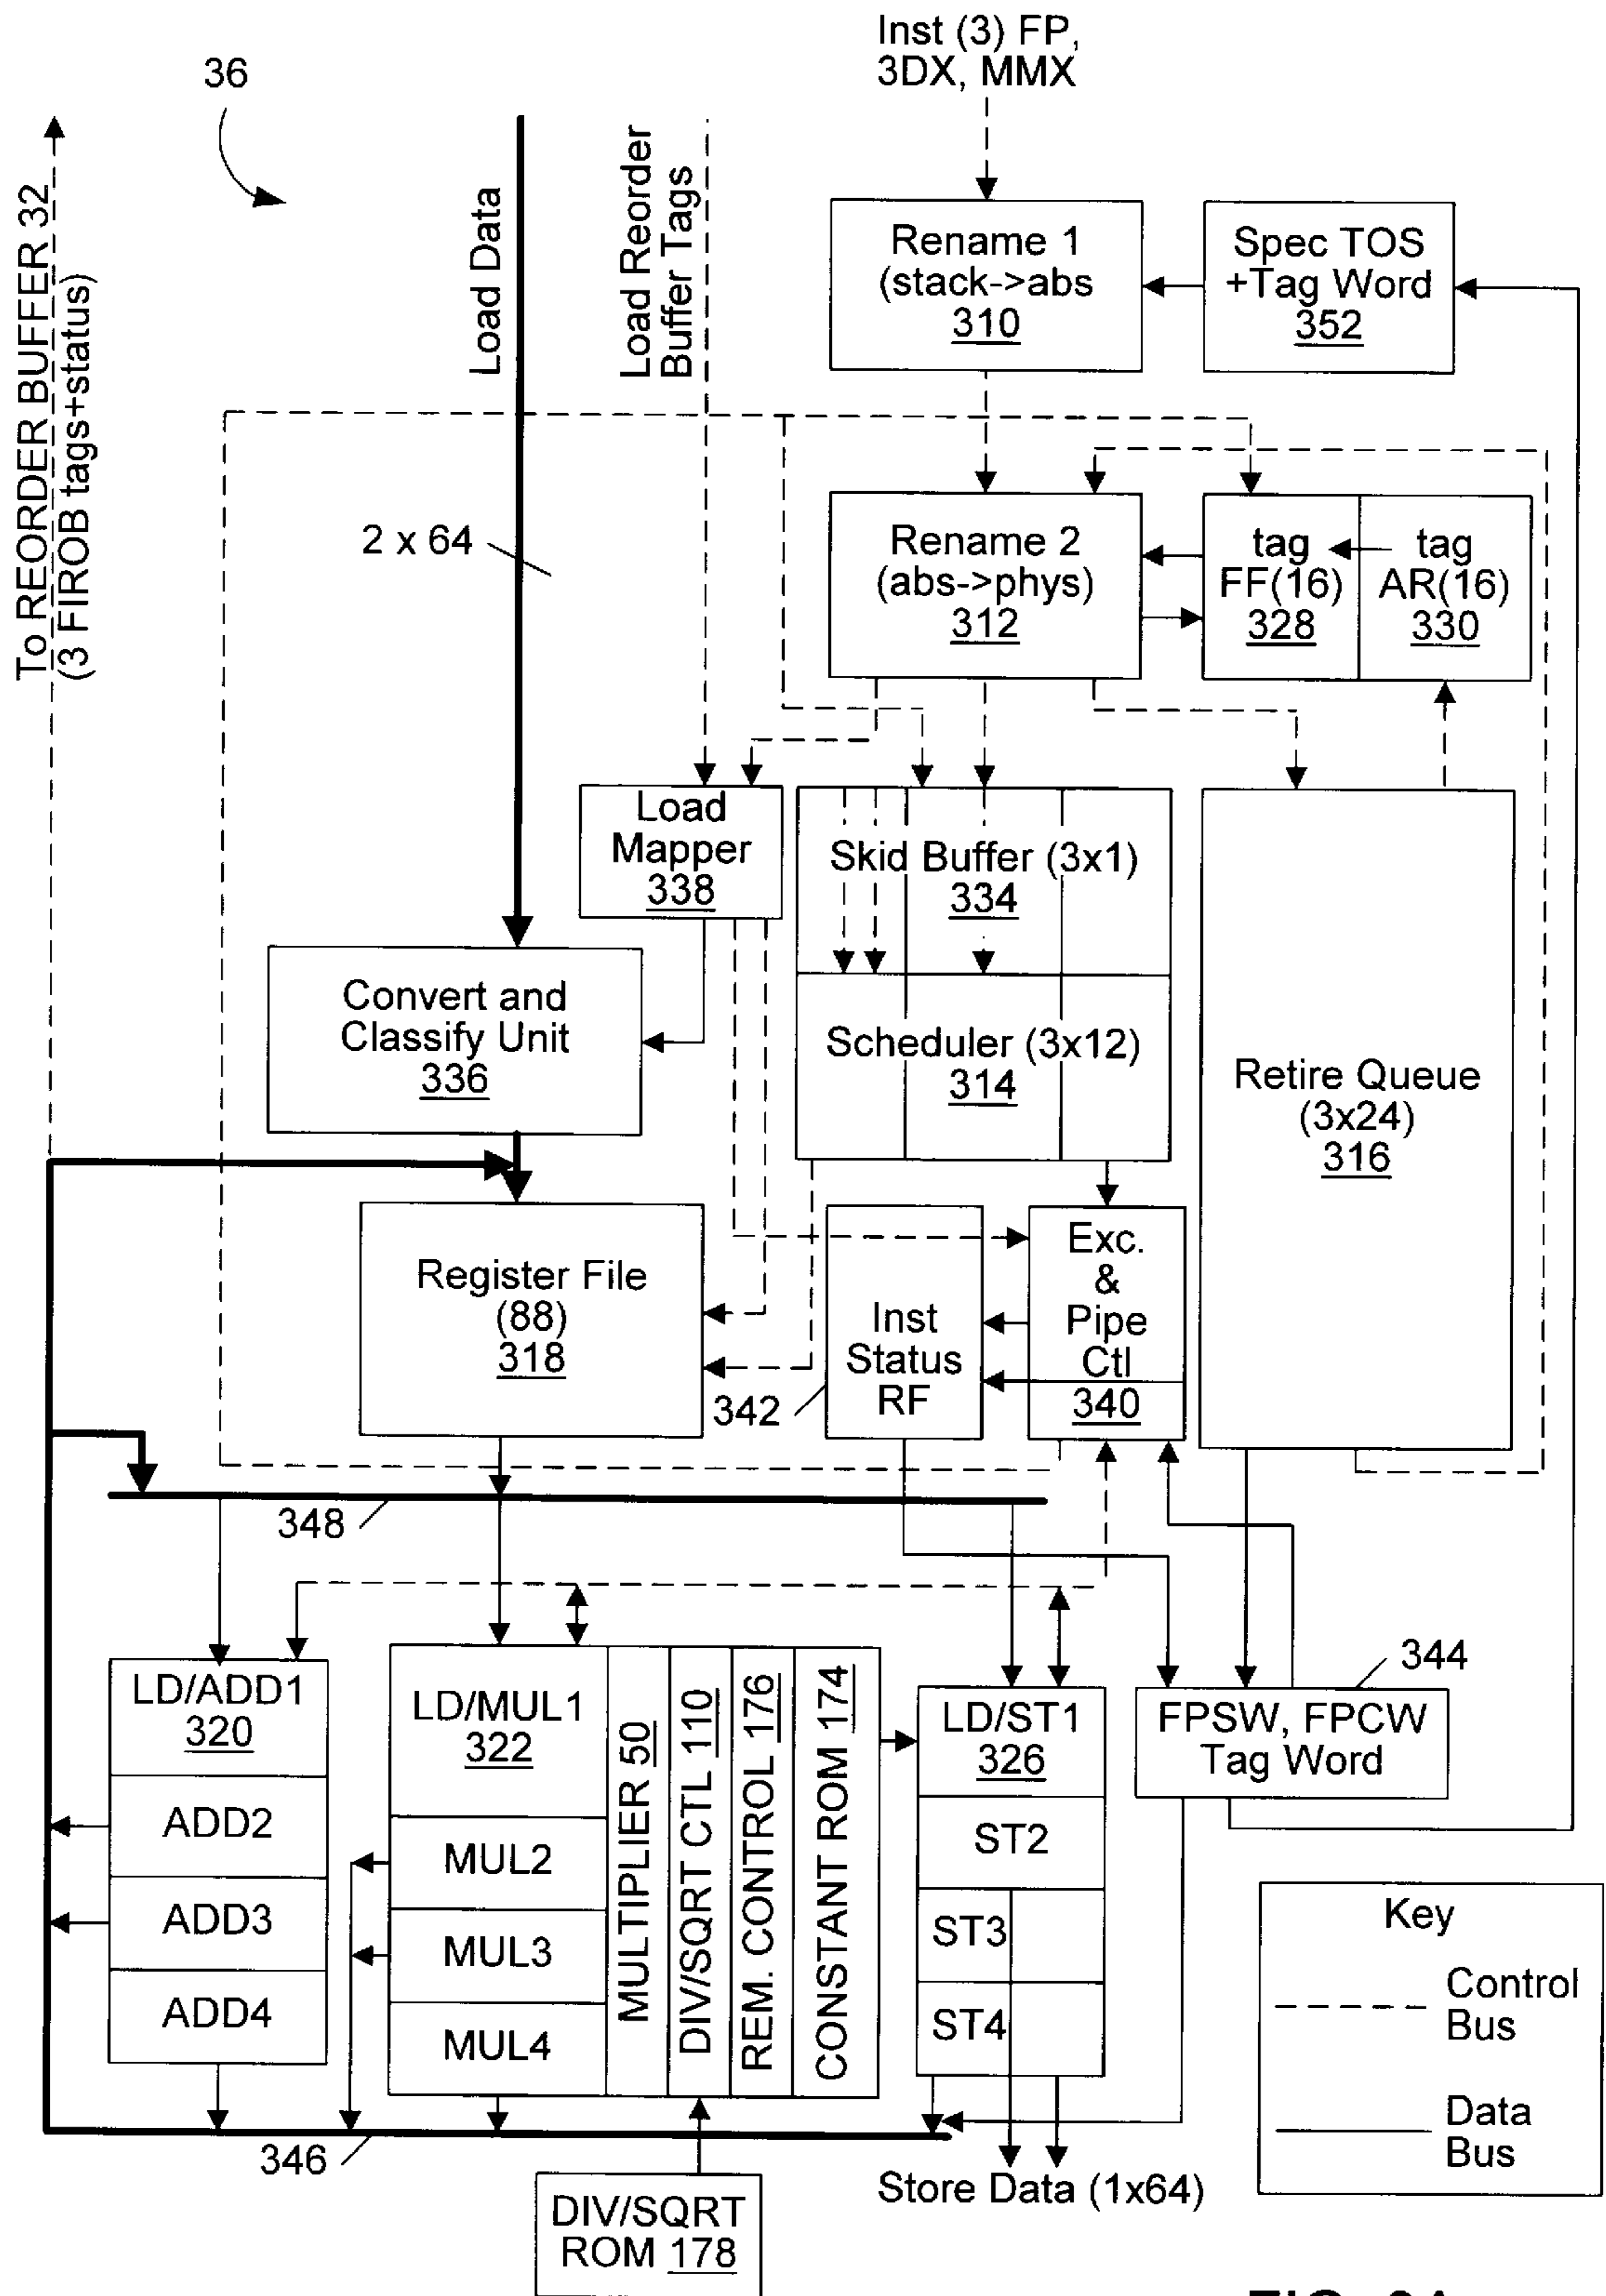 Inst (3) FP,
3DX, MMX
36
To REORDER BUFFER 32
(3 FIROB tags+status)
Load Data
Load Reorder
Buffer Tags
Rename 1
(stack->abs
310
Spec TOS
+Tag Word
352
2 x 64
Rename 2
(abs->phys)
312
tag
FF(16)
328
tag
AR(16)
330
Load
Mapper
338
Skid Buffer (3x1)
334
Convert and
Classify Unit
336
Scheduler (3x12)
314
Retire Queue
(3x24)
316
Register File
(88)
318
Inst
Status
RF
342
Exc.
&
Pipe
Ctl
340
348
LD/ADD1
320
ADD2
ADD3
ADD4
LD/MUL1
322
MUL2
MUL3
MUL4
MULTIPLIER 50
DIV/SQRT CTL 110
REM. CONTROL 176
CONSTANT ROM 174
LD/ST1
326
ST2
ST3
ST4
344
FPSW, FPCW
Tag Word
Key
Control
Bus
Data
Bus
346
Store Data (1x64)
DIV/SQRT
ROM 178